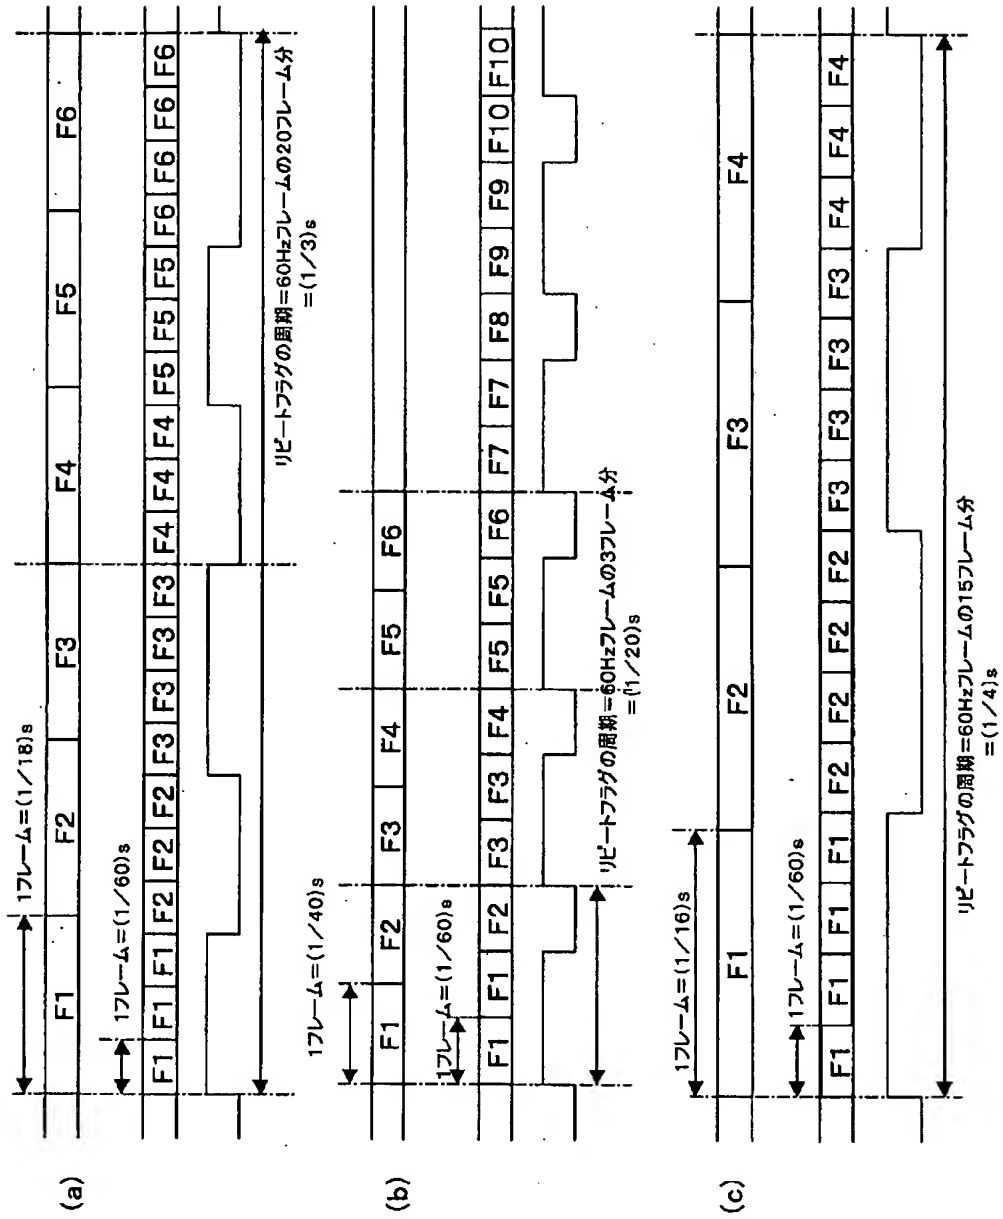 (a)
1フレーム=(1/18)s
F1 F2 F3 F4 F5 F6
1フレーム=(1/60)s
F1 F1 F1 F2 F2 F2 F3 F3 F3 F3 F4 F4 F4 F5 F5 F5 F6 F6 F6 F6
リピートフラグの周期=60Hzフレームの20フレーム分
=(1/3)s
(b)
1フレーム=(1/40)s
F1 F2 F3 F4 F5 F6
1フレーム=(1/60)s
F1 F1 F2 F3 F3 F4 F5 F5 F6 F7 F7 F8 F9 F9 F10 F10
リピートフラグの周期=60Hzフレームの3フレーム分
=(1/20)s
(c)
1フレーム=(1/16)s
F1 F2 F3 F4
1フレーム=(1/60)s
F1 F1 F1 F1 F2 F2 F2 F2 F3 F3 F3 F3 F4 F4 F4
リピートフラグの周期=60Hzフレームの15フレーム分
=(1/4)s